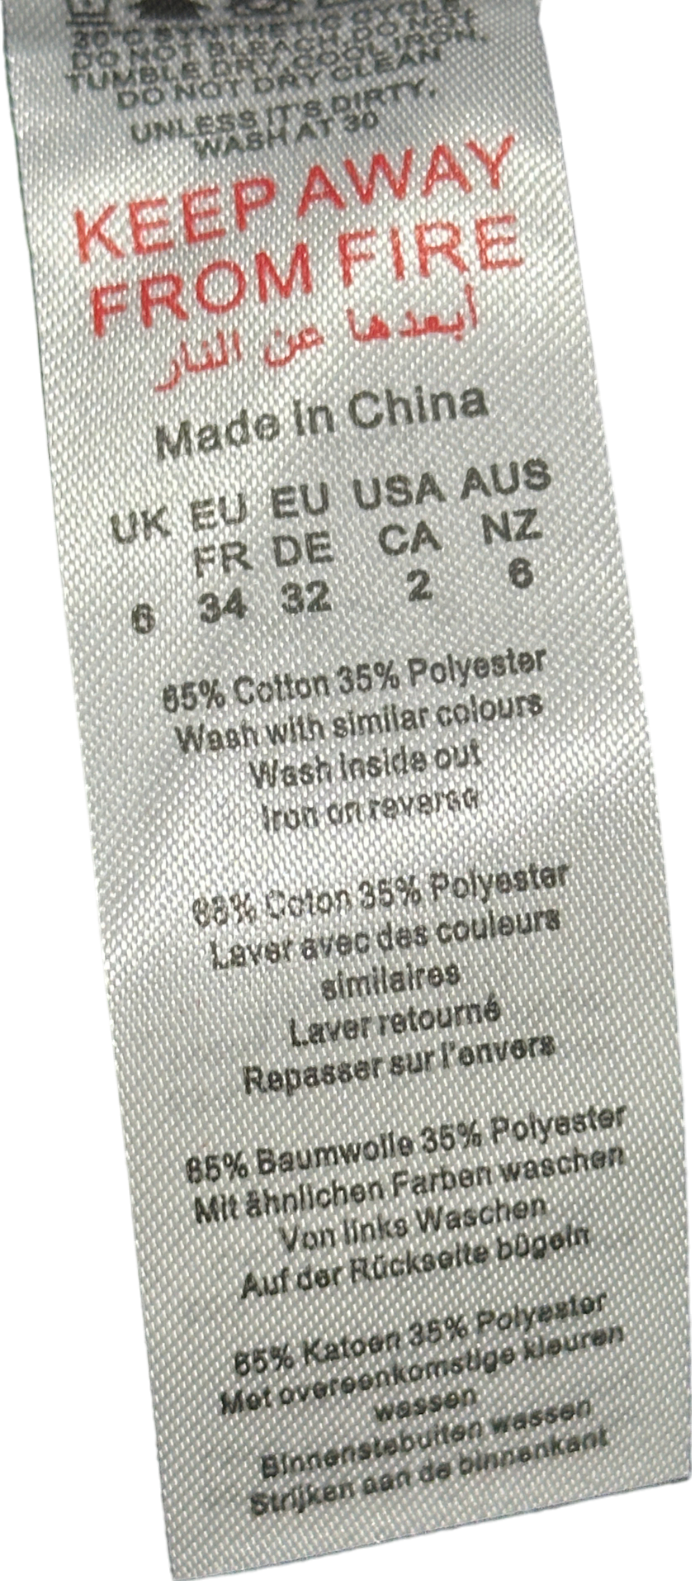 30°C SYNTHETIC CYCLE
DO NOT BLEACH, DO NOT
TUMBLE DRY, COOL IRON,
DO NOT DRY CLEAN
UNLESS IT'S DIRTY,
WASH AT 30
KEEP AWAY
FROM FIRE
أبعدها عن النار
Made in China
UK EU EU USA AUS
FR DE CA NZ
6 34 32 2 6
65% Cotton 35% Polyester
Wash with similar colours
Wash inside out
Iron on reverse
65% Coton 35% Polyester
Laver avec des couleurs
similaires
Laver retourné
Repasser sur l'envers
65% Baumwolle 35% Polyester
Mit ähnlichen Farben waschen
Von links Waschen
Auf der Rückseite bügeln
65% Katoen 35% Polyester
Met overeenkomstige kleuren
wassen
Binnenstebuiten wassen
Strijken aan de binnenkant